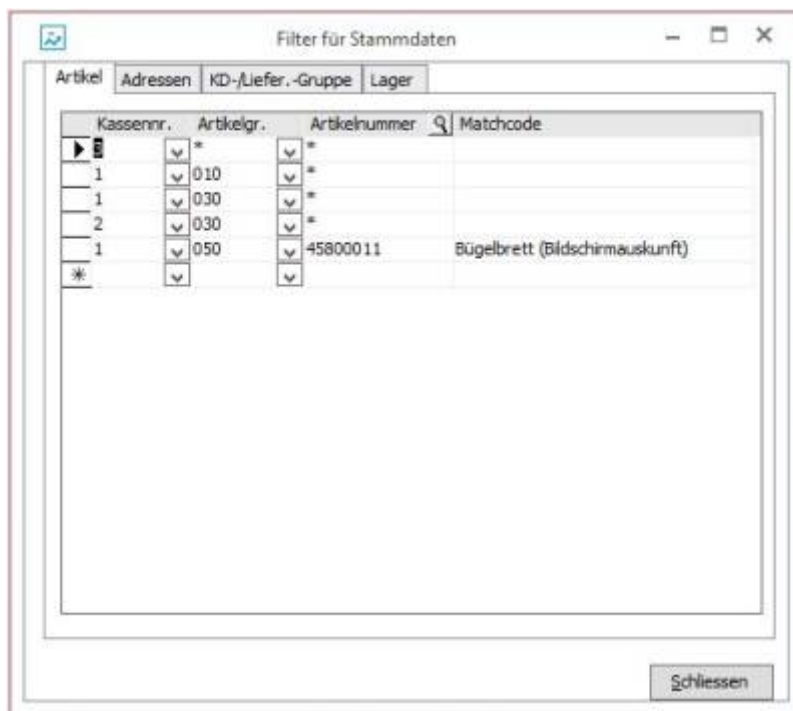 Filter für Stammdaten
Artikel Adressen KD-/Liefer.-Gruppe Lager
Kassennr. Artikelgr. Artikelnummer Matchcode
* *
1 010 *
1 030 *
2 030 *
1 050 45800011 Bügelbrett (Bildschirmauskunft)
*
Schliessen